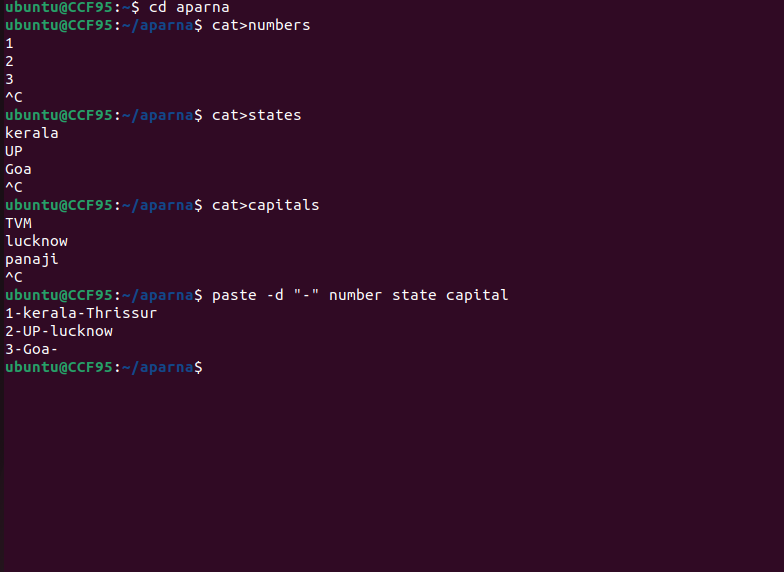 ubuntu@CCF95:~$ cd aparna
ubuntu@CCF95:~/aparna$ cat>numbers
1
2
3
^C
ubuntu@CCF95:~/aparna$ cat>states
kerala
UP
Goa
^C
ubuntu@CCF95:~/aparna$ cat>capitals
TVM
lucknow
panaji
^C
ubuntu@CCF95:~/aparna$ paste -d "-" number state capital
1-kerala-Thrissur
2-UP-lucknow
3-Goa-
ubuntu@CCF95:~/aparna$